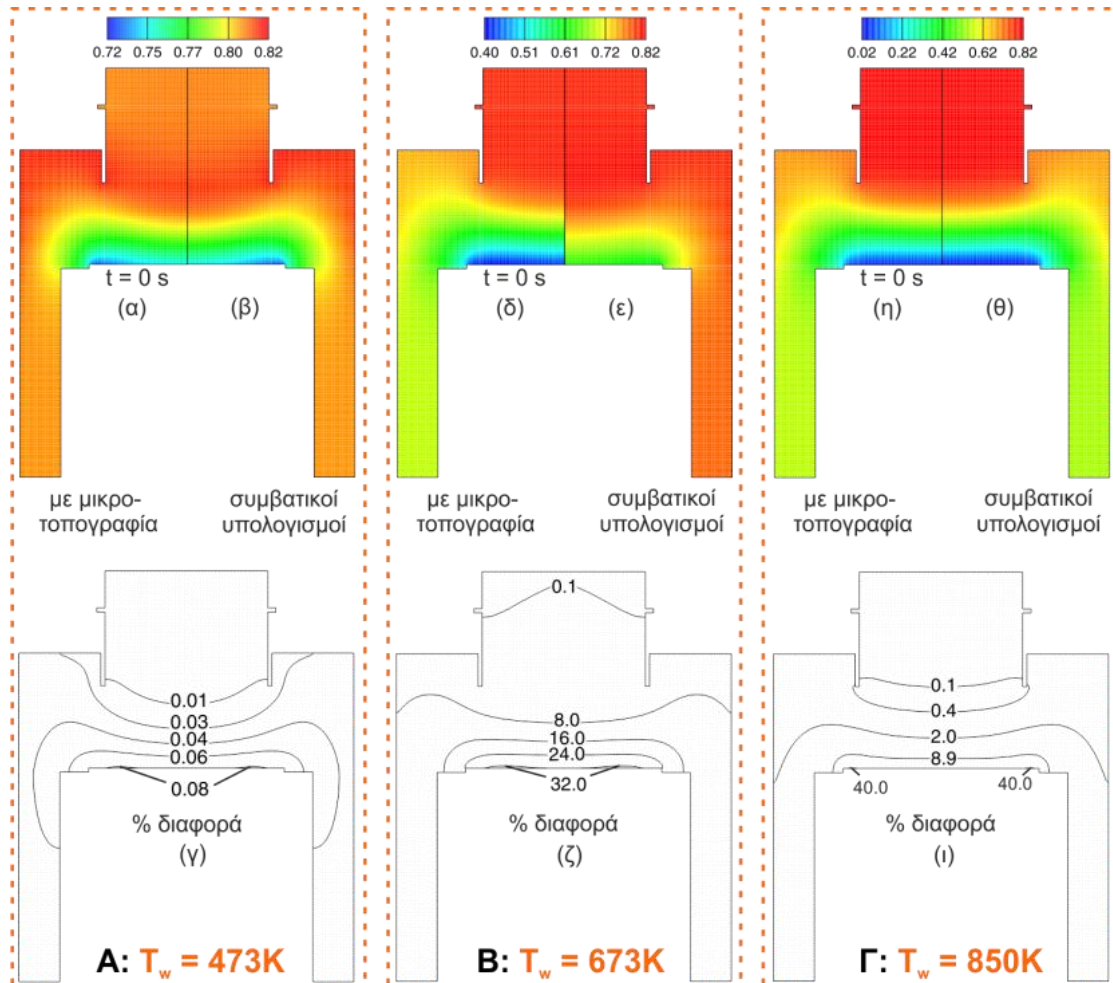 0.72 0.75 0.77 0.80 0.82
t = 0 s
(α) (β)
με μικρο-
τοπογραφία
συμβατικοί
υπολογισμοί
0.01
0.03
0.04
0.06
0.08
% διαφορά
(γ)
A: Tw = 473K
0.40 0.51 0.61 0.72 0.82
t = 0 s
(δ) (ε)
με μικρο-
τοπογραφία
συμβατικοί
υπολογισμοί
0.1
8.0
16.0
24.0
32.0
% διαφορά
(ζ)
B: Tw = 673K
0.02 0.22 0.42 0.62 0.82
t = 0 s
(η) (θ)
με μικρο-
τοπογραφία
συμβατικοί
υπολογισμοί
0.1
0.4
2.0
8.9
40.0 40.0
% διαφορά
(ι)
Γ: Tw = 850K